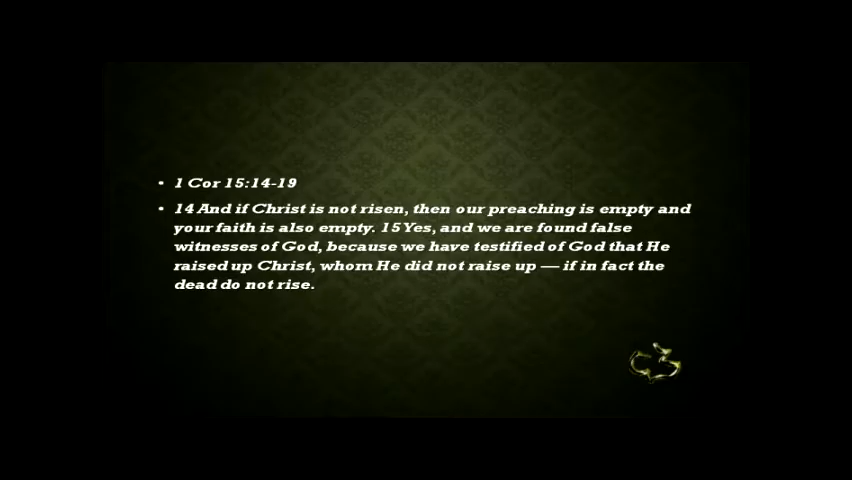 • 1 Cor 15:14-19
• 14 And if Christ is not risen, then our preaching is empty and
your faith is also empty. 15 Yes, and we are found false
witnesses of God, because we have testified of God that He
raised up Christ, whom He did not raise up — if in fact the
dead do not rise.
C3